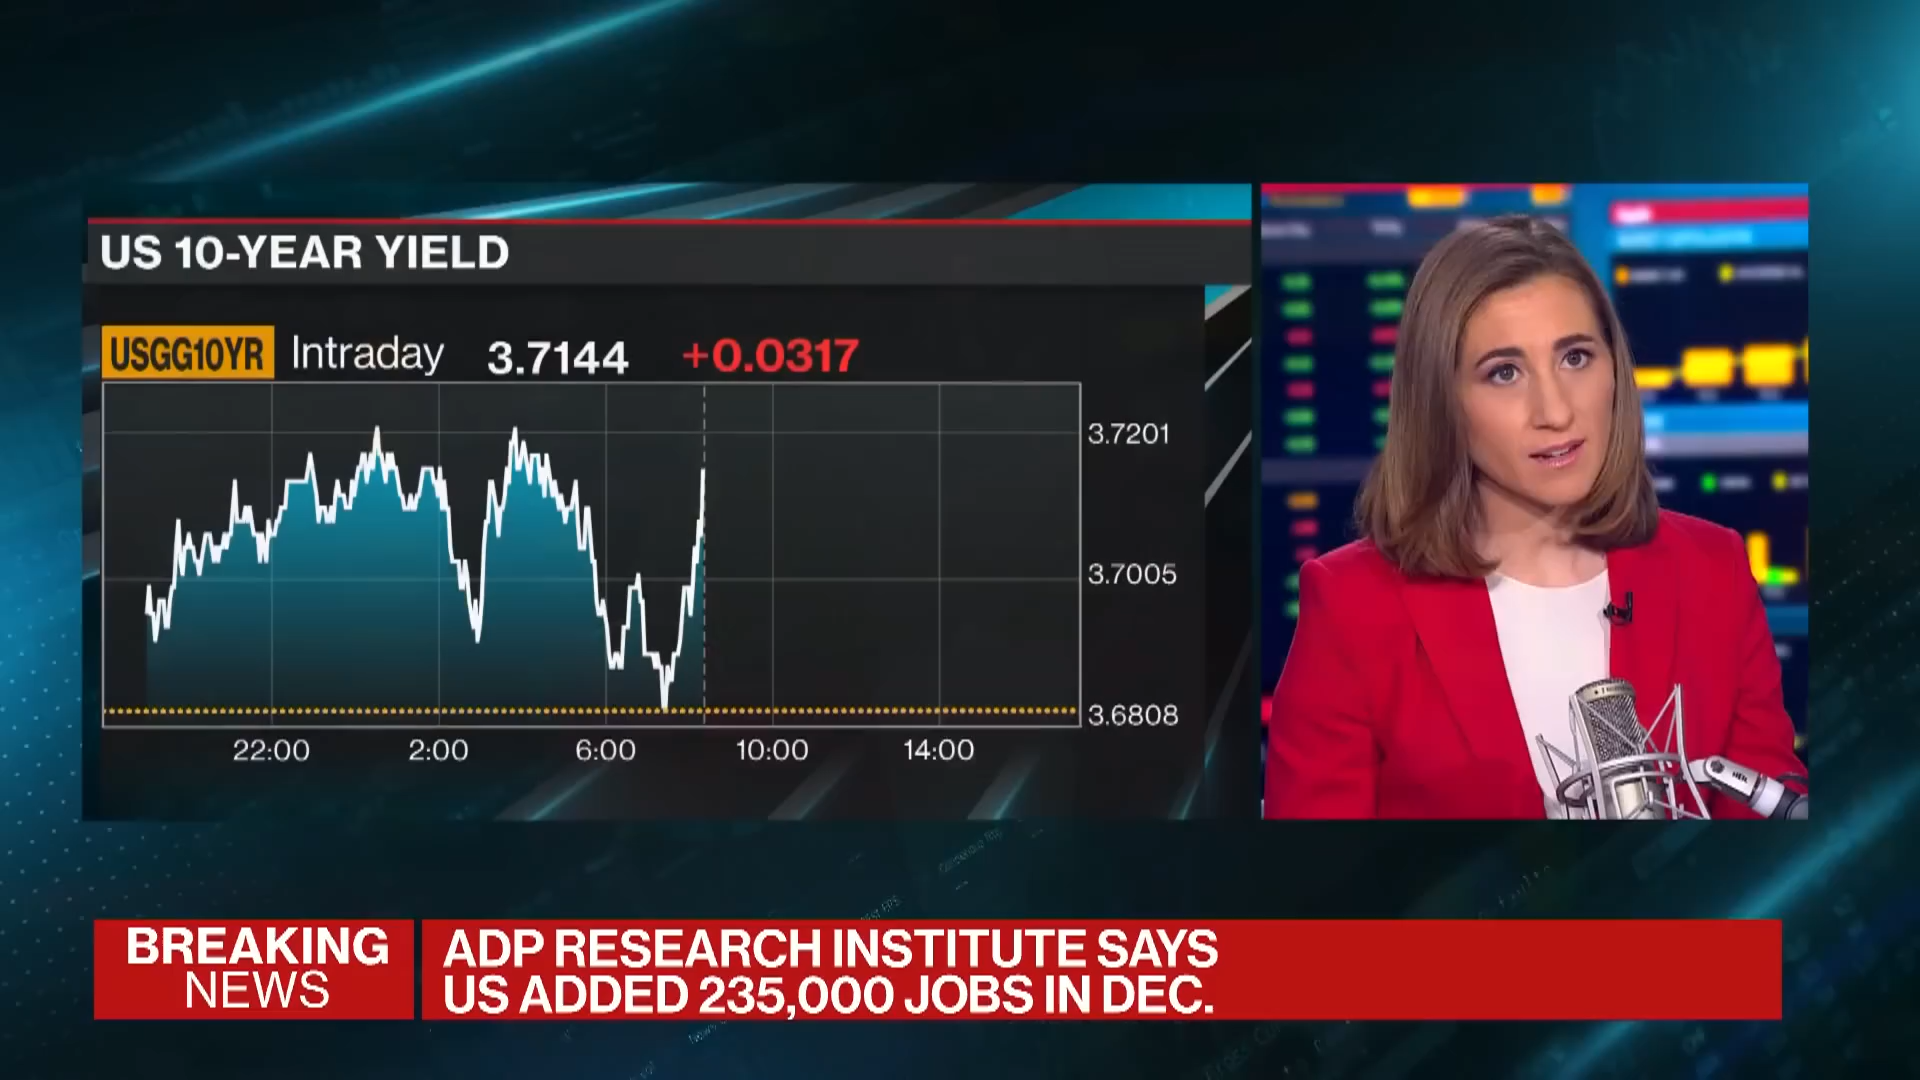 US 10-YEAR YIELD
USGG10YR Intraday 3.7144 +0.0317
3.7201
3.7005
3.6808
22:00 2:00 6:00 10:00 14:00
BREAKING
NEWS
ADP RESEARCH INSTITUTE SAYS
US ADDED 235,000 JOBS IN DEC.